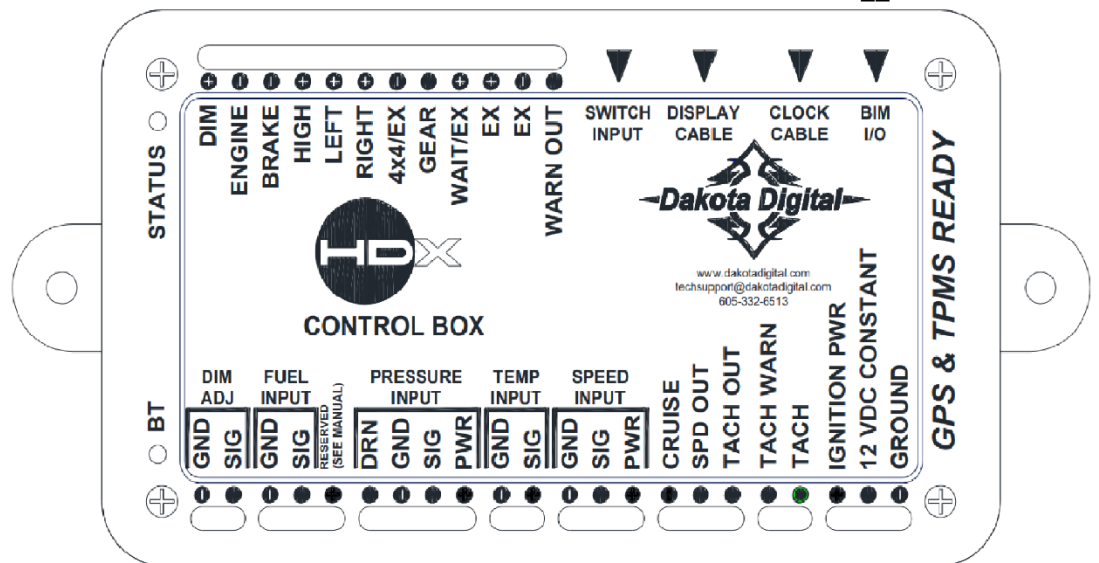 DIM
ENGINE
BRAKE
HIGH
LEFT
RIGHT
4x4/EX
GEAR
WAIT/EX
EX
EX
WARN OUT
SWITCH
INPUT
DISPLAY
CABLE
CLOCK
CABLE
BIM
I/O
STATUS
BT
HDX
CONTROL BOX
Dakota Digital
www.dakotadigital.com
techsupport@dakotadigital.com
605-332-6513
GPS & TPMS READY
DIM
ADJ
GND
SIG
FUEL
INPUT
GND
SIG
RESERVED
(SEE MANUAL)
PRESSURE
INPUT
DRN
GND
SIG
PWR
TEMP
INPUT
GND
SIG
SPEED
INPUT
GND
SIG
PWR
CRUISE
SPD OUT
TACH OUT
TACH WARN
TACH
IGNITION PWR
12 VDC CONSTANT
GROUND